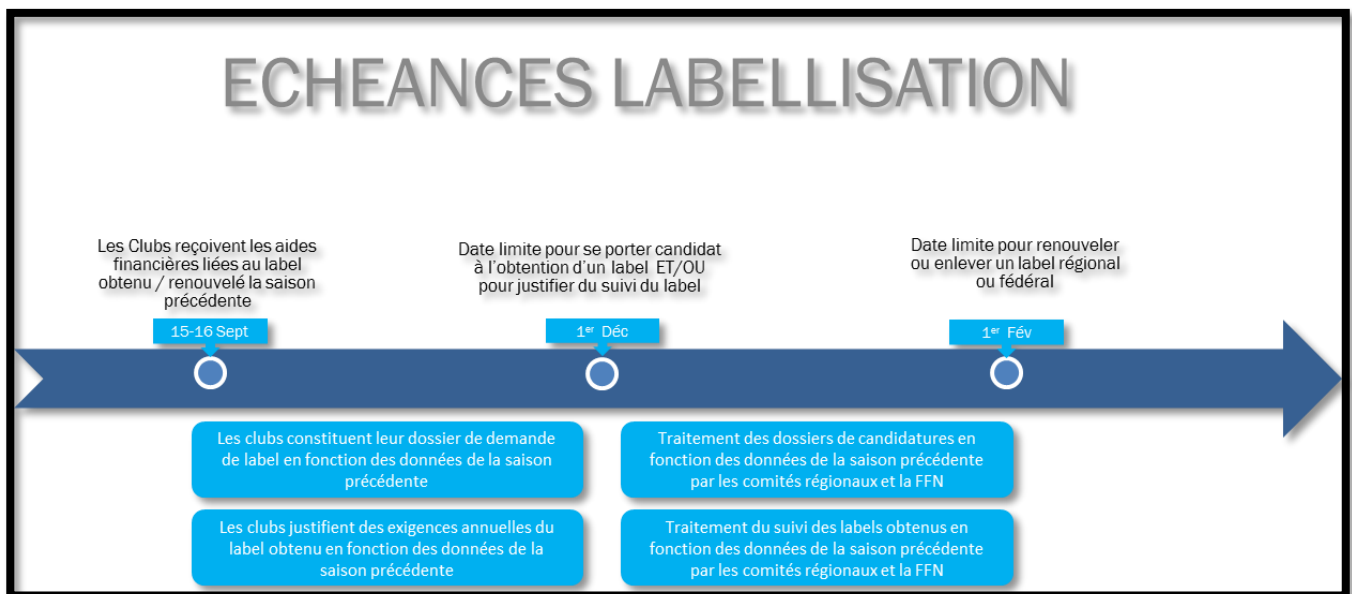 ECHEANCES LABELLISATION
Les Clubs reçoivent les aides
financières liées au label
obtenu / renouvelé la saison
précédente
15-16 Sept
Date limite pour se porter candidat
à l'obtention d'un label ET/OU
pour justifier du suivi du label
1er Déc
Date limite pour renouveler
ou enlever un label régional
ou fédéral
1er Fév
Les clubs constituent leur dossier de demande
de label en fonction des données de la saison
précédente
Traitement des dossiers de candidatures en
fonction des données de la saison précédente
par les comités régionaux et la FFN
Les clubs justifient des exigences annuelles du
label obtenu en fonction des données de la
saison précédente
Traitement du suivi des labels obtenus en
fonction des données de la saison précédente
par les comités régionaux et la FFN